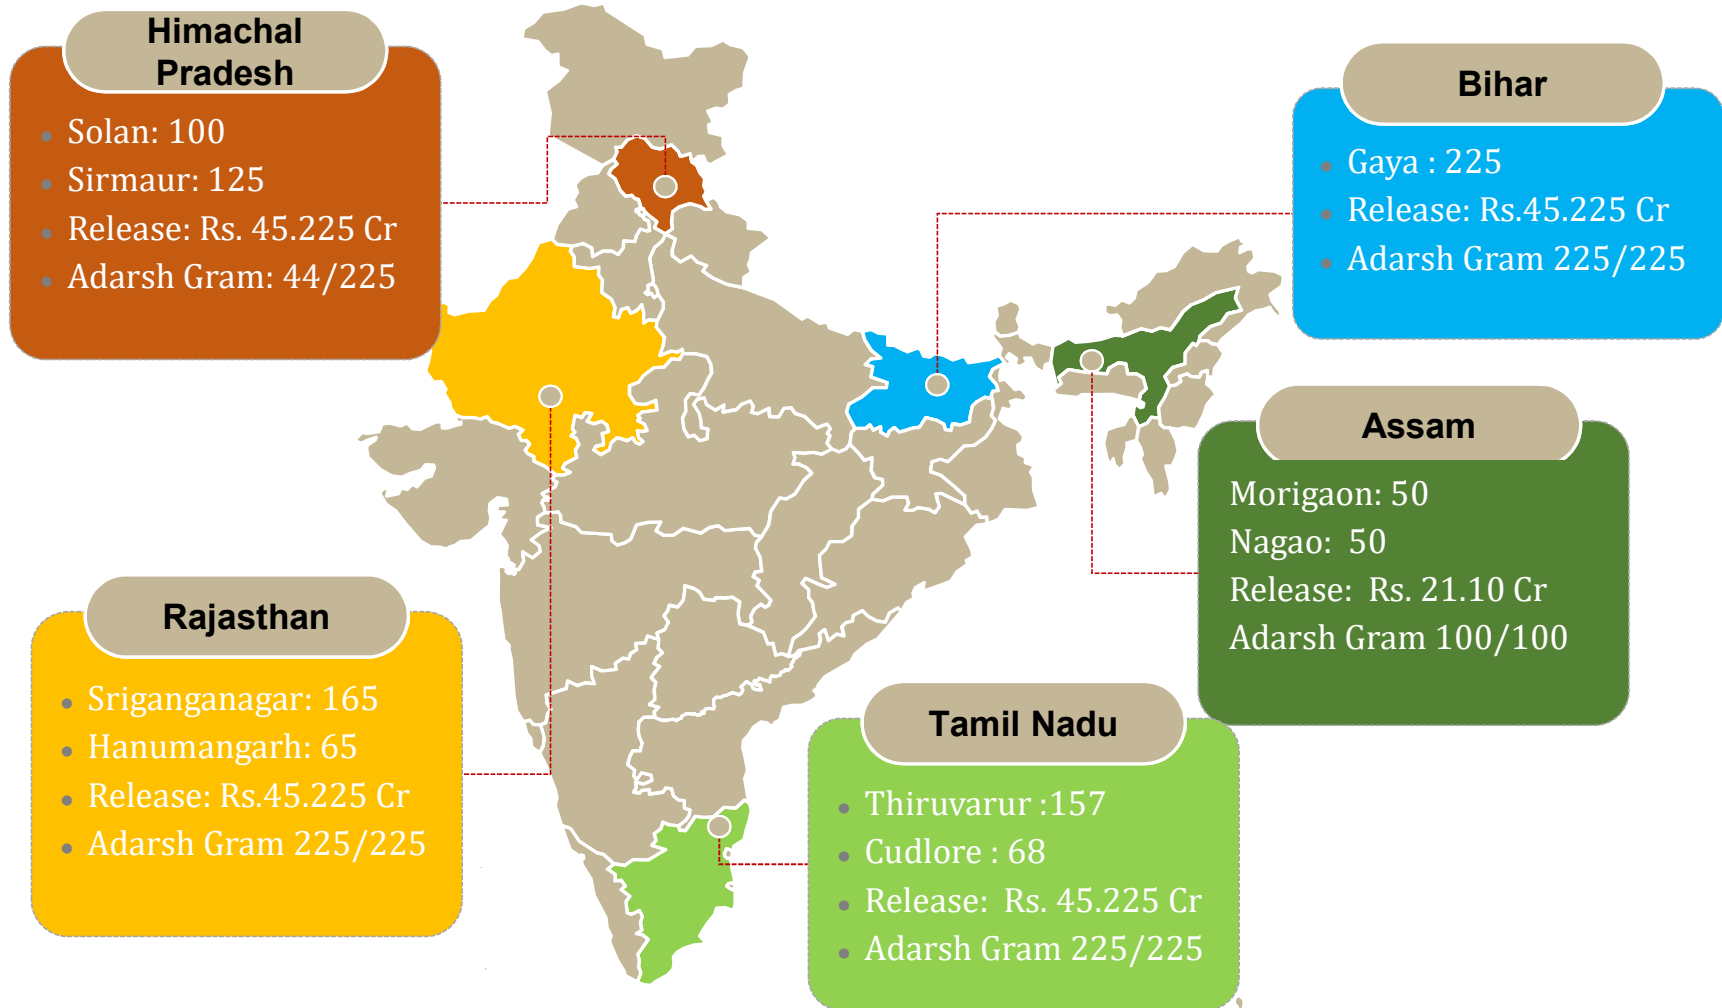 Himachal
Pradesh
Solan: 100
Sirmaur: 125
Release: Rs. 45.225 Cr
Adarsh Gram: 44/225
Bihar
Gaya : 225
Release: Rs.45.225 Cr
Adarsh Gram 225/225
Assam
Morigaon: 50
Nagao: 50
Release: Rs. 21.10 Cr
Adarsh Gram 100/100
Rajasthan
Sriganganagar: 165
Hanumangarh: 65
Release: Rs.45.225 Cr
Adarsh Gram 225/225
Tamil Nadu
Thiruvarur :157
Cudlore : 68
Release: Rs. 45.225 Cr
Adarsh Gram 225/225